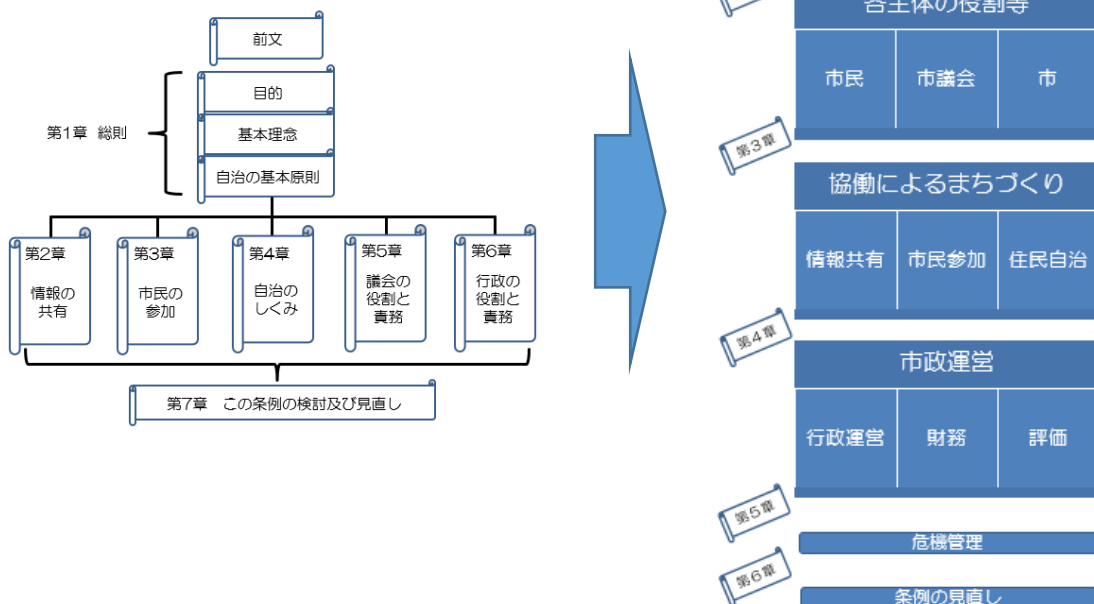 前文
第1章 総則
目的
基本理念
自治の基本原則
第2章
情報の
共有
第3章
市民の
参加
第4章
自治の
しくみ
第5章
議会の
役割と
責務
第6章
行政の
役割と
責務
第7章 この条例の検討及び見直し
各主体の役割等
市民
市議会
市
第3章
協働によるまちづくり
情報共有
市民参加
住民自治
第4章
市政運営
行政運営
財務
評価
第5章
危機管理
第6章
条例の見直し